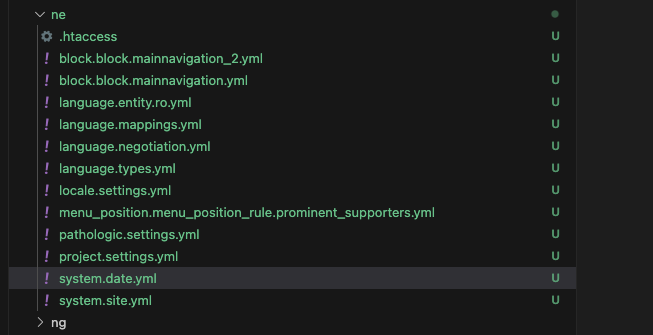 ne
.htaccess U
! block.block.mainnavigation_2.yml U
! block.block.mainnavigation.yml U
! language.entity.ro.yml U
! language.mappings.yml U
! language.negotiation.yml U
! language.types.yml U
! locale.settings.yml U
! menu_position.menu_position_rule.prominent_supporters.yml U
! pathologic.settings.yml U
! project.settings.yml U
! system.date.yml U
! system.site.yml U
ng